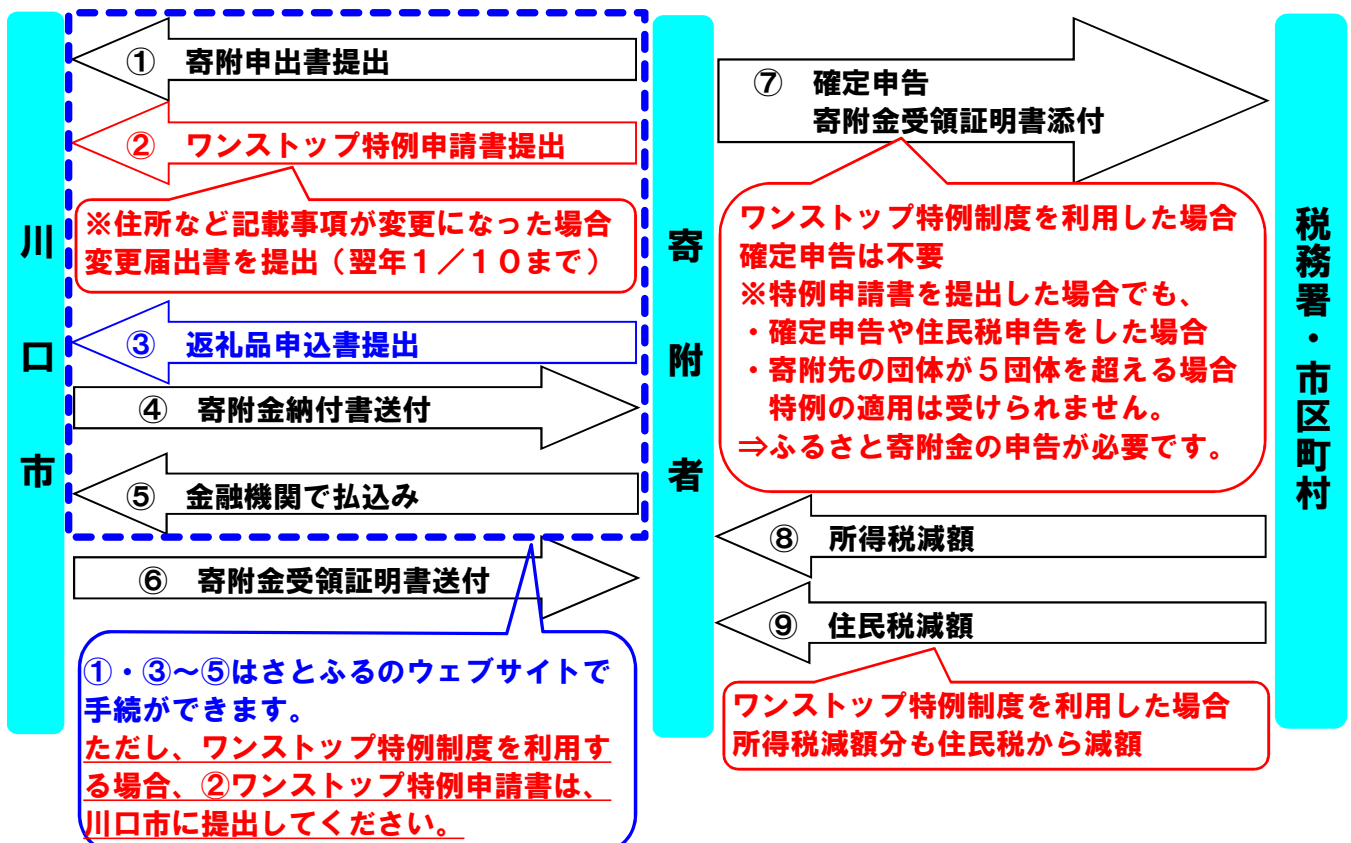 川口市
① 寄附申出書提出
② ワンストップ特例申請書提出
※住所など記載事項が変更になった場合
変更届出書を提出（翌年１／１０まで）
③ 返礼品申込書提出
④ 寄附金納付書送付
⑤ 金融機関で払込み
⑥ 寄附金受領証明書送付
①・③～⑤はさとふるのウェブサイトで
手続ができます。
ただし、ワンストップ特例制度を利用す
る場合、②ワンストップ特例申請書は、
川口市に提出してください。
寄附者
⑦ 確定申告
寄附金受領証明書添付
ワンストップ特例制度を利用した場合
確定申告は不要
※特例申請書を提出した場合でも、
・確定申告や住民税申告をした場合
・寄附先の団体が５団体を超える場合
特例の適用は受けられません。
⇒ふるさと寄附金の申告が必要です。
⑧ 所得税減額
⑨ 住民税減額
ワンストップ特例制度を利用した場合
所得税減額分も住民税から減額
税務署・市区町村